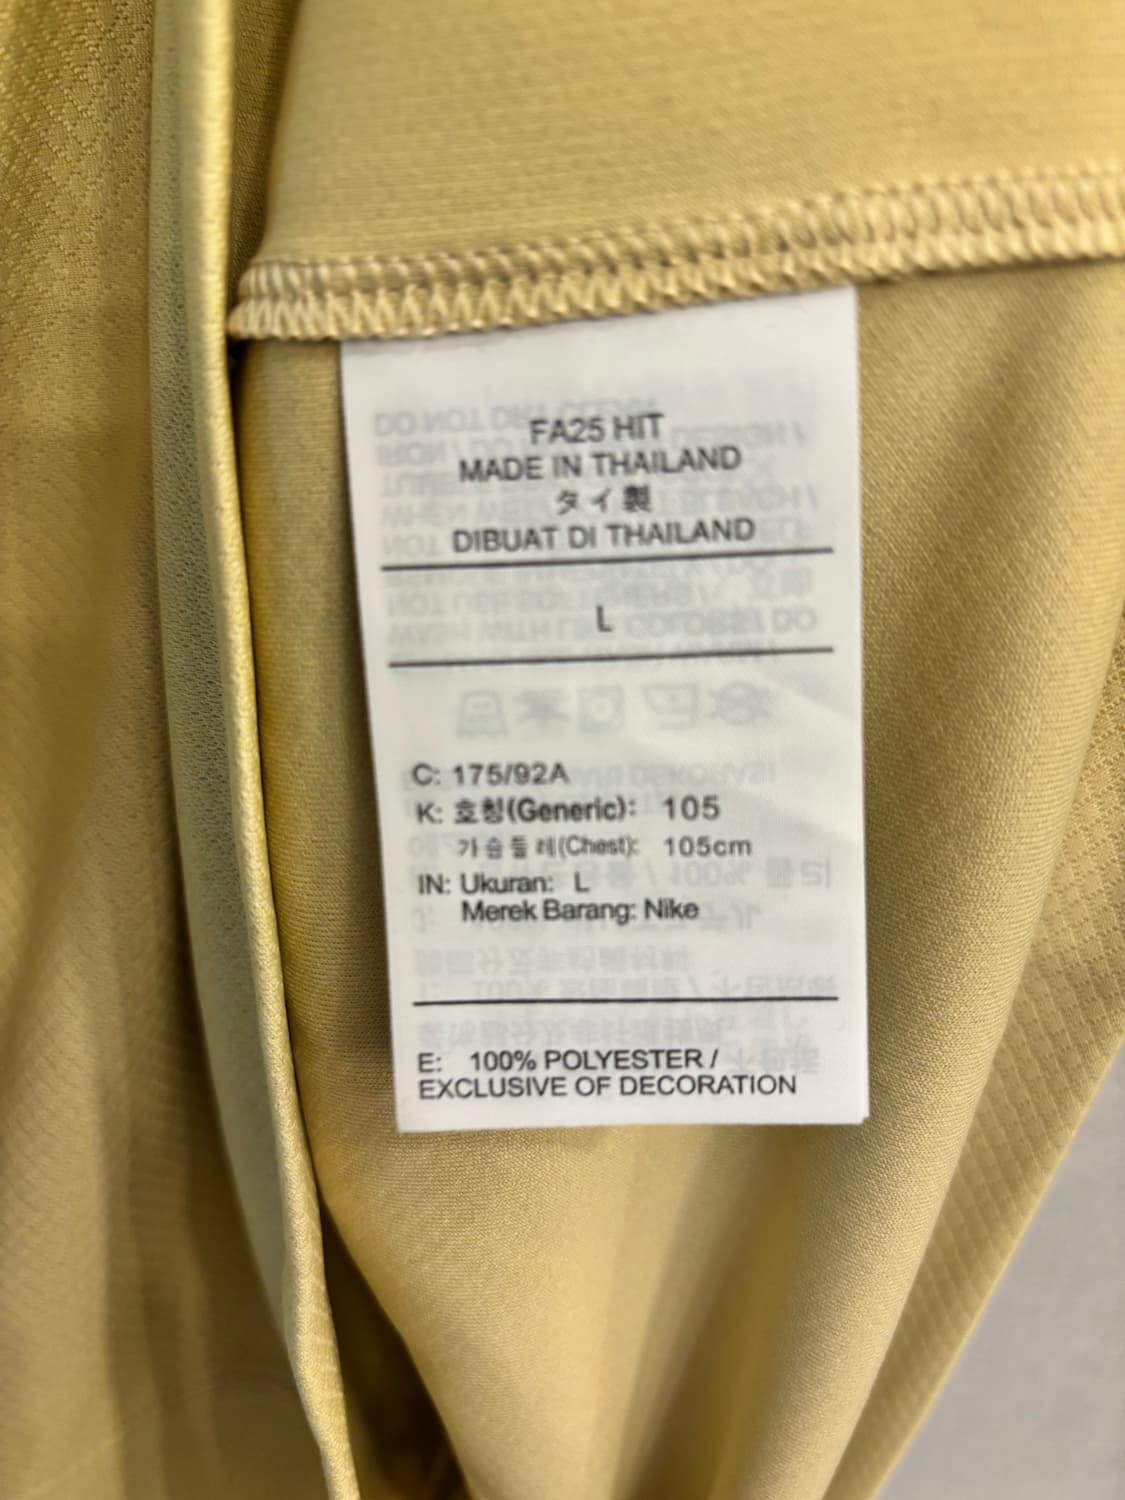 FA25 HIT
MADE IN THAILAND
タイ製
DIBUAT DI THAILAND
L
C: 175/92A
K: 호칭(Generic): 105
가슴둘레(Chest): 105cm
IN: Ukuran: L
Merek Barang: Nike
E: 100% POLYESTER /
EXCLUSIVE OF DECORATION